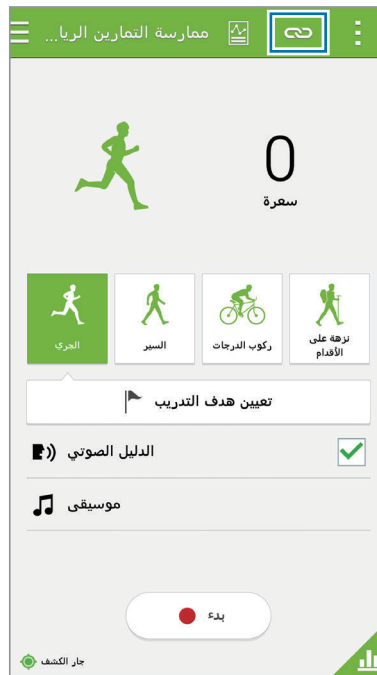 ممارسة التمارين الريا...
0
سعرة
الجري
السير
ركوب الدرجات
نزهة على
الأقدام
تعيين هدف التدريب
الدليل الصوتي
موسيقى
بدء
جار الكشف